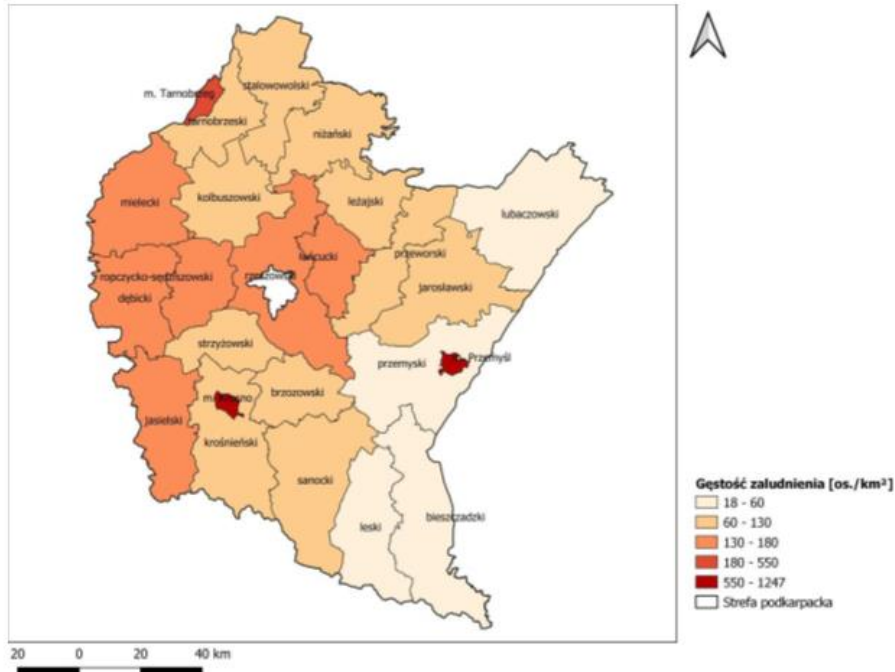 stalowowolski
m. Tarnobrzeg
tarnobrzeski
niżański
kolbuszowski
leżajski
mielecki
lubaczowski
łańcucki
przeworski
ropczycko-sędziszowski
rzeszowski
jarosławski
dębicki
strzyżowski
przemyski
Przemyśl
brzozowski
m. Krosno
jasielski
krośnieński
sanocki
leski
bieszczadzki
Gęstość zaludnienia [os./km²]
18 - 60
60 - 130
130 - 180
180 - 550
550 - 1247
Strefa podkarpacka
20 0 20 40 km